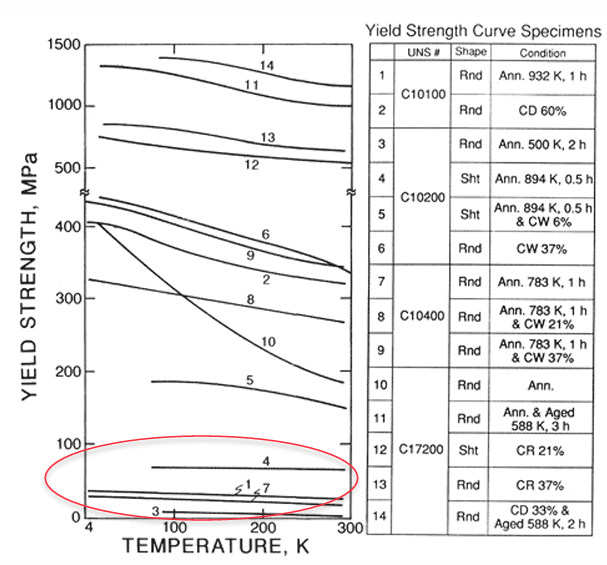 Yield Strength Curve Specimens
UNS # Shape Condition
1 C10100 Rnd Ann. 932 K, 1 h
2 Rnd CD 60%
3 C10200 Rnd Ann. 500 K, 2 h
4 Sht Ann. 894 K, 0.5 h
5 Sht Ann. 894 K, 0.5 h
& CW 6%
6 Rnd CW 37%
7 C10400 Rnd Ann. 783 K, 1 h
8 Rnd Ann. 783 K, 1 h
& CW 21%
9 Rnd Ann. 783 K, 1 h
& CW 37%
10 C17200 Rnd Ann.
11 Rnd Ann. & Aged
588 K, 3 h
12 Sht CR 21%
13 Rnd CR 37%
14 Rnd CD 33% &
Aged 588 K, 2 h
YIELD STRENGTH, MPa
1500
1000
500
400
300
200
100
0
14
11
13
12
6
9
2
8
10
5
4
1 7
3
4 100 200 300
TEMPERATURE, K